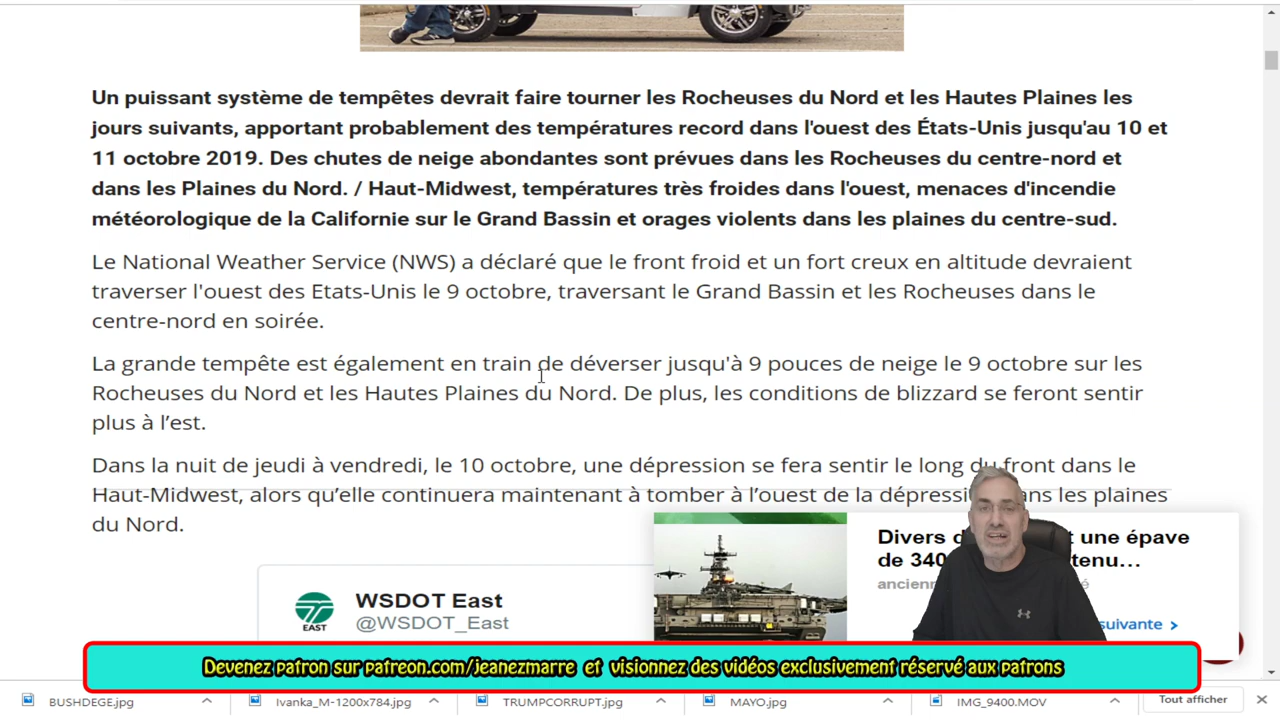 Un puissant système de tempêtes devrait faire tourner les Rocheuses du Nord et les Hautes Plaines les
jours suivants, apportant probablement des températures record dans l'ouest des États-Unis jusqu'au 10 et
11 octobre 2019. Des chutes de neige abondantes sont prévues dans les Rocheuses du centre-nord et
dans les Plaines du Nord. / Haut-Midwest, températures très froides dans l'ouest, menaces d'incendie
météorologique de la Californie sur le Grand Bassin et orages violents dans les plaines du centre-sud.
Le National Weather Service (NWS) a déclaré que le front froid et un fort creux en altitude devraient
traverser l'ouest des Etats-Unis le 9 octobre, traversant le Grand Bassin et les Rocheuses dans le
centre-nord en soirée.
La grande tempête est également en train de déverser jusqu'à 9 pouces de neige le 9 octobre sur les
Rocheuses du Nord et les Hautes Plaines du Nord. De plus, les conditions de blizzard se feront sentir
plus à l’est.
Dans la nuit de jeudi à vendredi, le 10 octobre, une dépression se fera sentir le long du front dans le
Haut-Midwest, alors qu’elle continuera maintenant à tomber à l’ouest de la dépression dans les plaines
du Nord.
Divers une épave
de 340 tenu…
ancien
suivante >
EAST
WSDOT East
@WSDOT_East
Devenez patron sur patreon.com/jeanezmarre et visionnez des vidéos exclusivement réservé aux patrons
BUSHDEGE.jpg
Ivanka_M-1200x784.jpg
TRUMPCORRUPT.jpg
MAYO.jpg
IMG_9400.MOV
Tout afficher